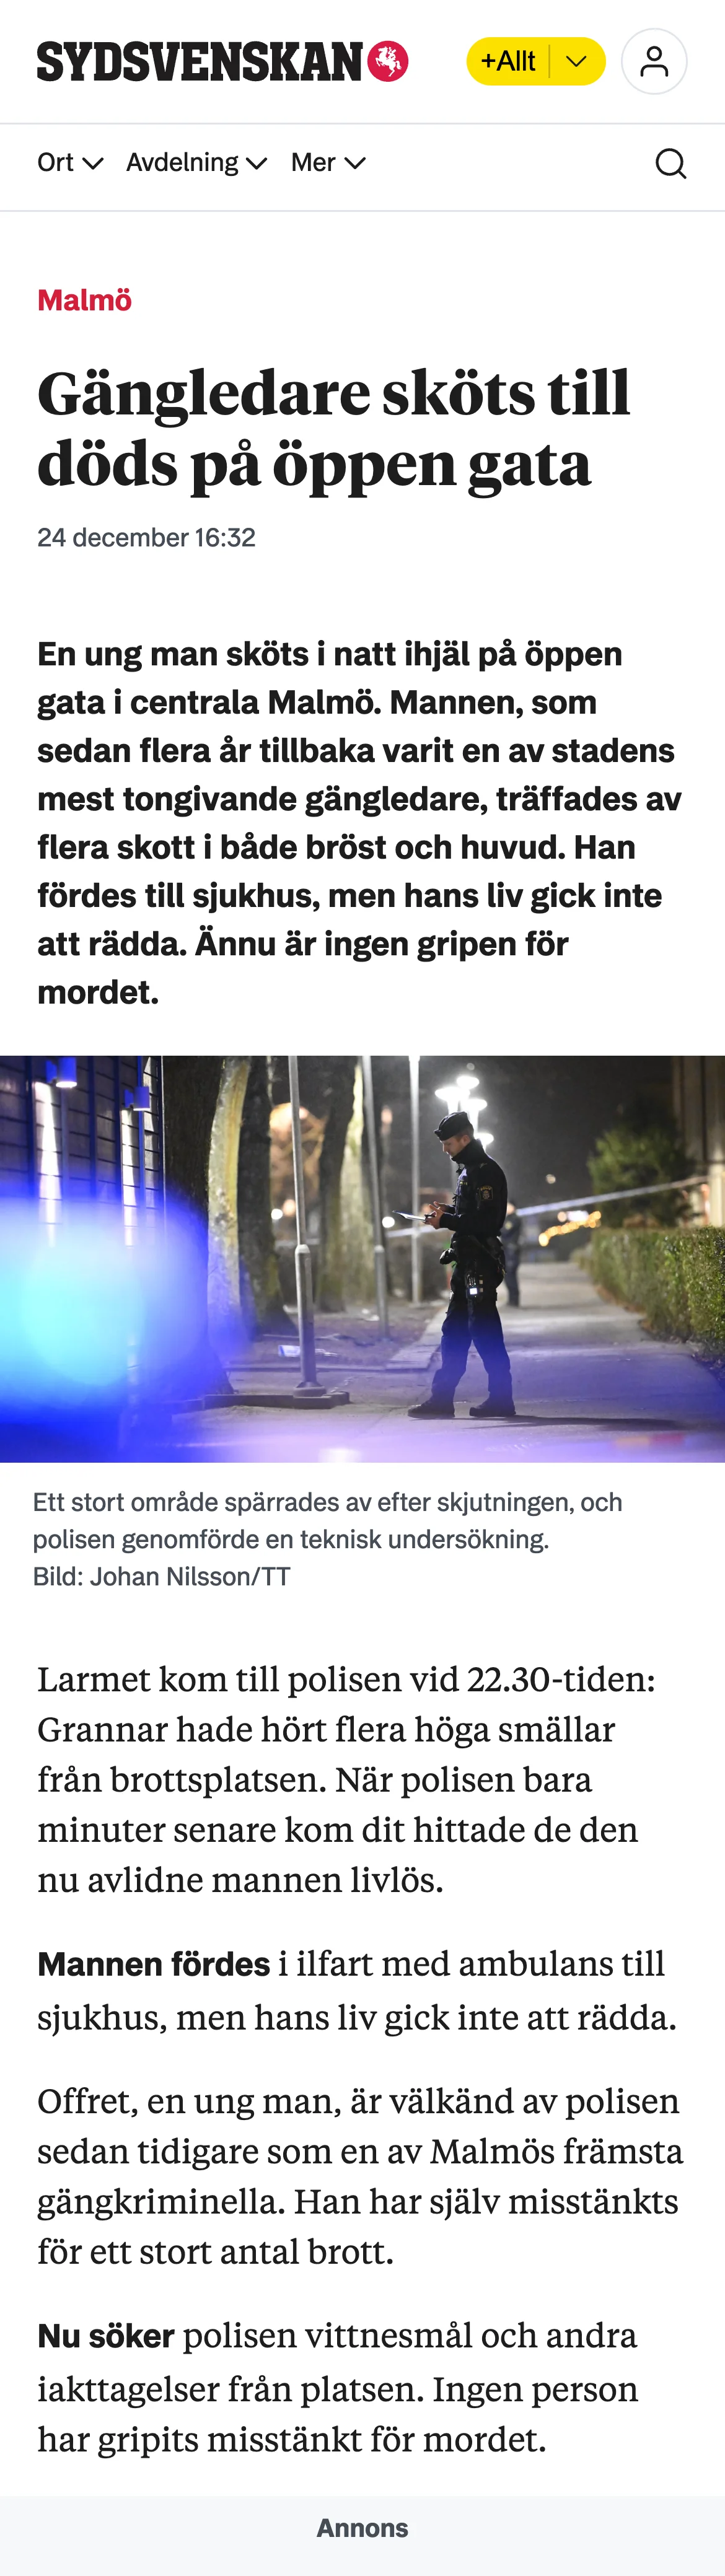 SYDSVENSKAN
+Allt
Ort Avdelning Mer
Malmö
Gängledare sköts till
döds på öppen gata
24 december 16:32
En ung man sköts i natt ihjäl på öppen
gata i centrala Malmö. Mannen, som
sedan flera år tillbaka varit en av stadens
mest tongivande gängledare, träffades av
flera skott i både bröst och huvud. Han
fördes till sjukhus, men hans liv gick inte
att rädda. Ännu är ingen gripen för
mordet.
Ett stort område spärrades av efter skjutningen, och
polisen genomförde en teknisk undersökning.
Bild: Johan Nilsson/TT
Larmet kom till polisen vid 22.30-tiden:
Grannar hade hört flera höga smällar
från brottsplatsen. När polisen bara
minuter senare kom dit hittade de den
nu avlidne mannen livlös.
Mannen fördes i ilfart med ambulans till
sjukhus, men hans liv gick inte att rädda.
Offret, en ung man, är välkänd av polisen
sedan tidigare som en av Malmös främsta
gängkriminella. Han har själv misstänkts
för ett stort antal brott.
Nu söker polisen vittnesmål och andra
iakttagelser från platsen. Ingen person
har gripits misstänkt för mordet.
Annons